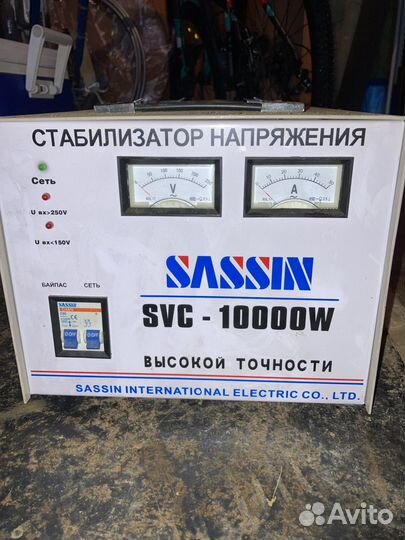 СТАБИЛИЗАТОР НАПРЯЖЕНИЯ
Сеть
U вх>250V
U вх<150V
V
A
SASSIN
SVC - 10000W
БАЙПАС СЕТЬ
SASSIN
ВЫСОКОЙ ТОЧНОСТИ
SASSIN INTERNATIONAL ELECTRIC CO., LTD.
Avito